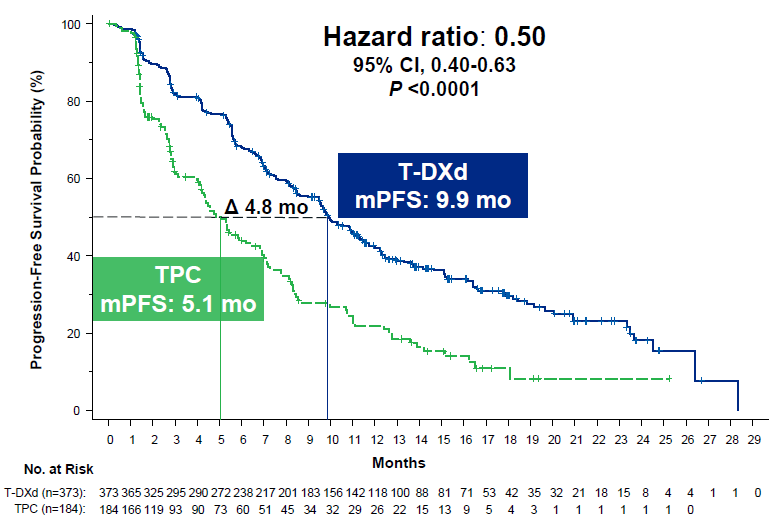 Hazard ratio: 0.50
95% CI, 0.40-0.63
P <0.0001
T-DXd
mPFS: 9.9 mo
Δ 4.8 mo
TPC
mPFS: 5.1 mo
Progression-Free Survival Probability (%)
100
80
60
40
20
0
0 1 2 3 4 5 6 7 8 9 10 11 12 13 14 15 16 17 18 19 20 21 22 23 24 25 26 27 28 29
Months
No. at Risk
T-DXd (n=373): 373 365 325 295 290 272 238 217 201 183 156 142 118 100 88 81 71 53 42 35 32 21 18 15 8 4 4 1 1 0
TPC (n=184): 184 166 119 93 90 73 60 51 45 34 32 29 26 22 15 13 9 5 4 3 1 1 1 1 1 1 0